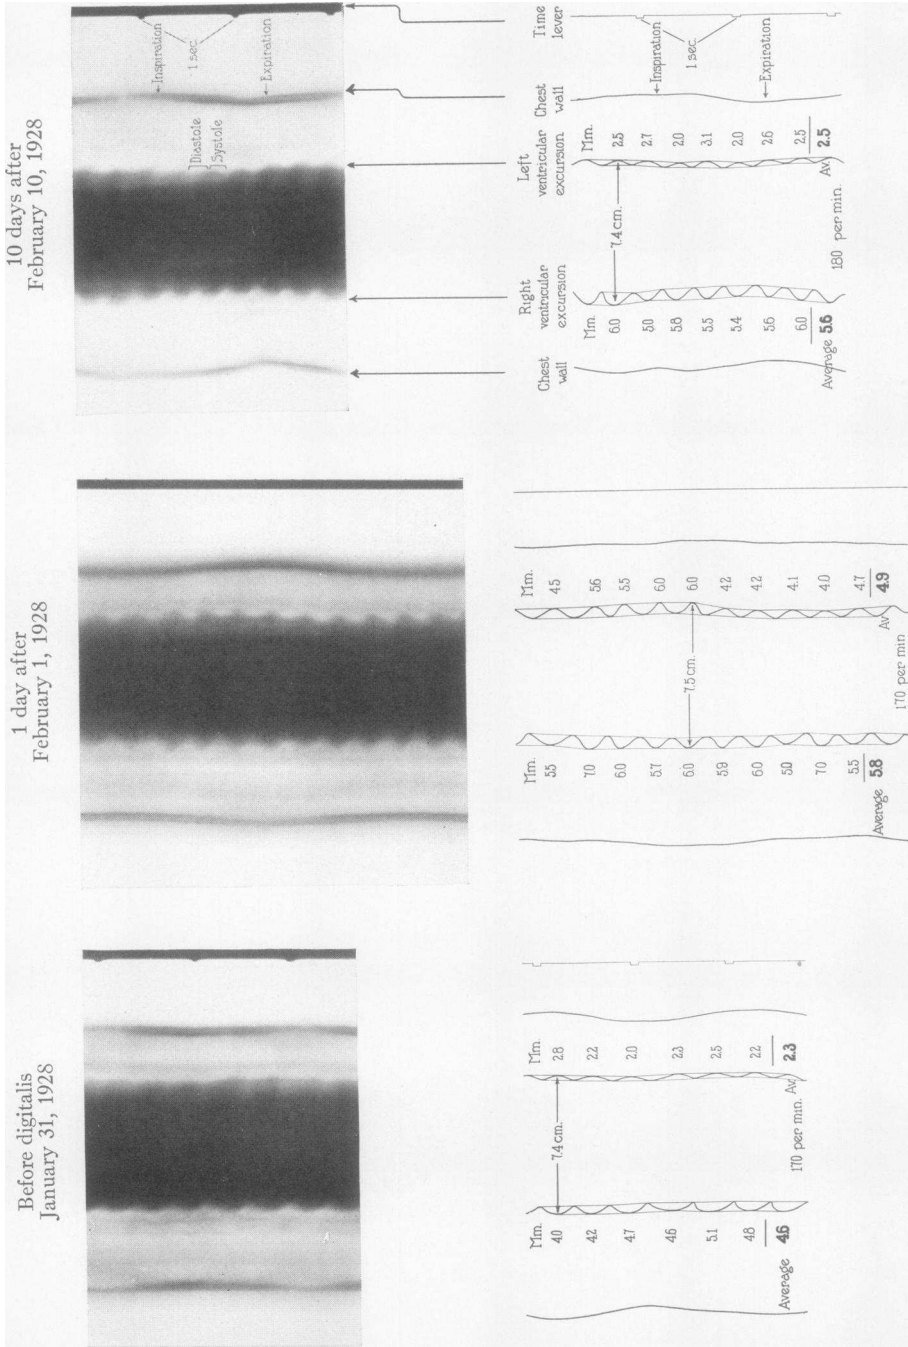 Before digitalis
January 31, 1928
1 day after
February 1, 1928
10 days after
February 10, 1928
Inspiration
1 sec.
Expiration
Diastole
Systole
Mm.
4.0
4.2
4.7
4.6
5.1
4.8
Average 4.6
7.4 cm.
170 per min.
Mm.
2.8
2.2
2.0
2.3
2.5
2.2
Av. 2.3
Mm.
5.5
7.0
6.0
5.7
6.0
5.9
6.0
5.0
7.0
5.5
Average 5.8
7.5 cm.
170 per min
Mm.
4.5
5.6
5.5
6.0
6.0
4.2
4.2
4.1
4.0
4.7
Av. 4.9
Chest
wall
Right
ventricular
excursion
Left
ventricular
excursion
Chest
wall
Time
lever
Mm.
6.0
5.0
5.8
5.5
5.4
5.6
6.0
Average 5.6
7.4 cm.
180 per min.
Mm.
2.5
2.7
2.0
3.1
2.0
2.6
2.5
Av. 2.5
Inspiration
1 sec.
Expiration